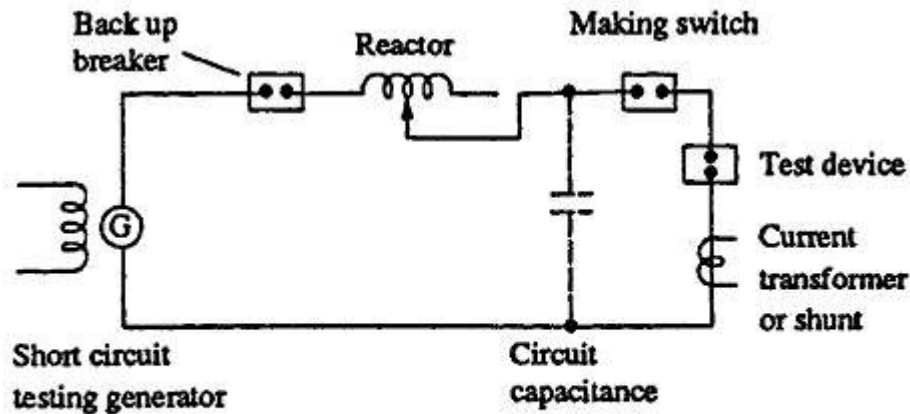 Back up
breaker
Reactor
Making switch
Test device
G
Current
transformer
or shunt
Short circuit
testing generator
Circuit
capacitance